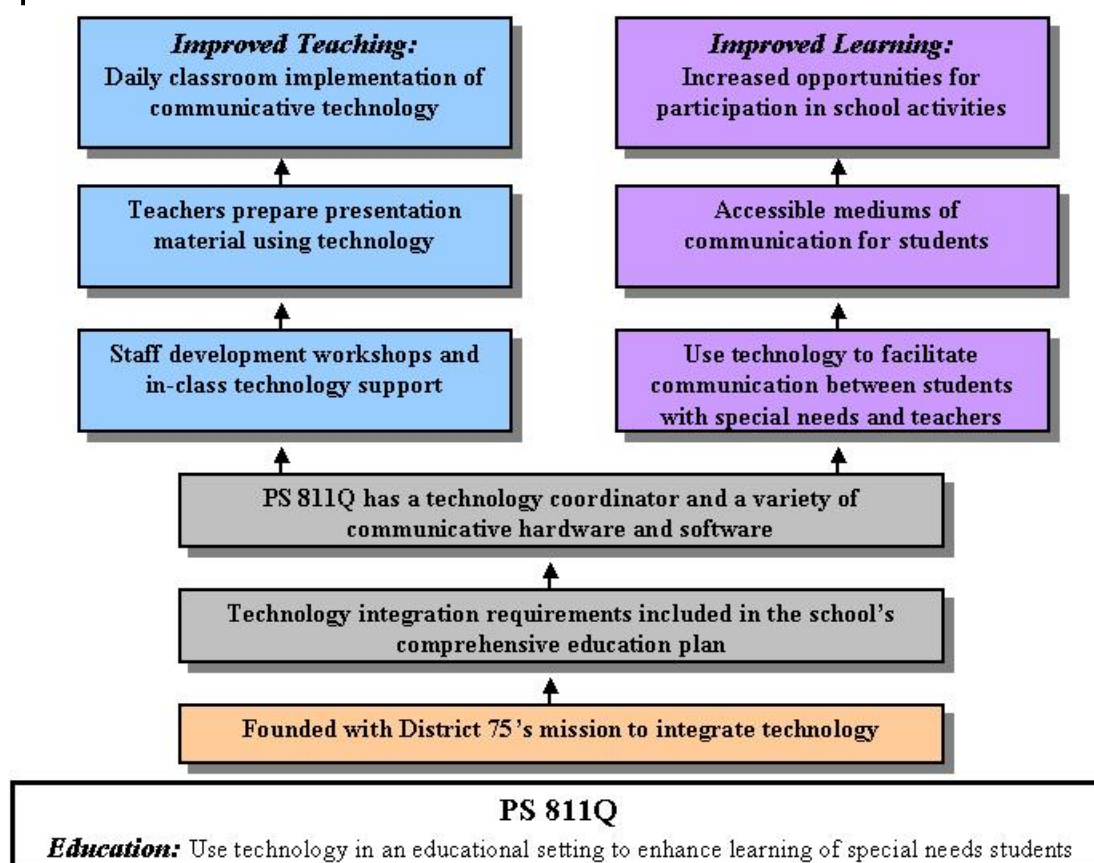 Improved Teaching:
Daily classroom implementation of
communicative technology
Improved Learning:
Increased opportunities for
participation in school activities
Teachers prepare presentation
material using technology
Accessible mediums of
communication for students
Staff development workshops and
in-class technology support
Use technology to facilitate
communication between students
with special needs and teachers
PS 811Q has a technology coordinator and a variety of
communicative hardware and software
Technology integration requirements included in the school's
comprehensive education plan
Founded with District 75's mission to integrate technology
PS 811Q
Education: Use technology in an educational setting to enhance learning of special needs students